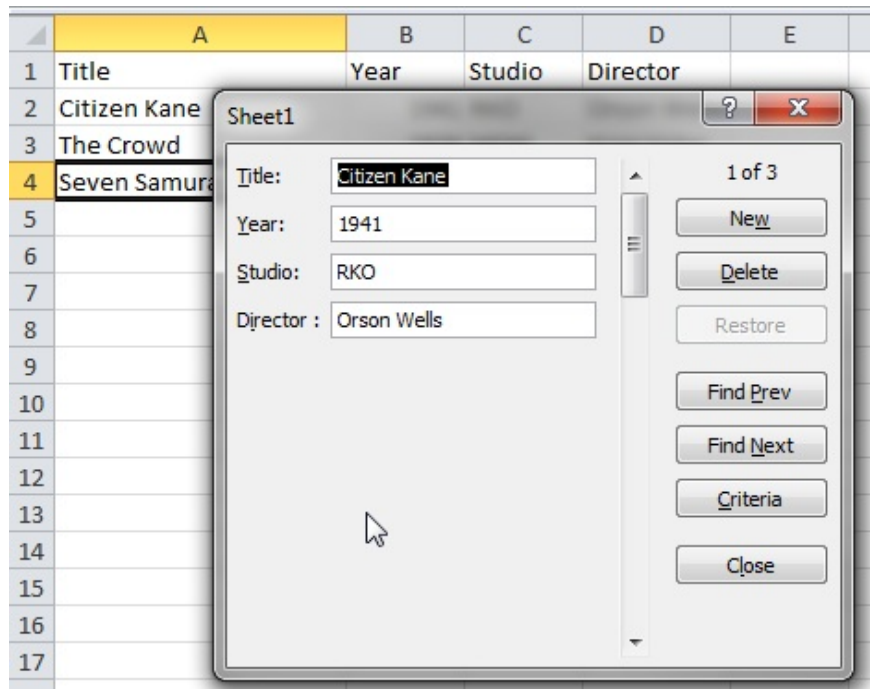 A B C D E
1 Title Year Studio Director
2 Citizen Kane
3 The Crowd
4 Seven Samura
5
6
7
8
9
10
11
12
13
14
15
16
17
Sheet1
?
X
Title: Citizen Kane
Year: 1941
Studio: RKO
Director : Orson Wells
1 of 3
New
Delete
Restore
Find Prev
Find Next
Criteria
Close